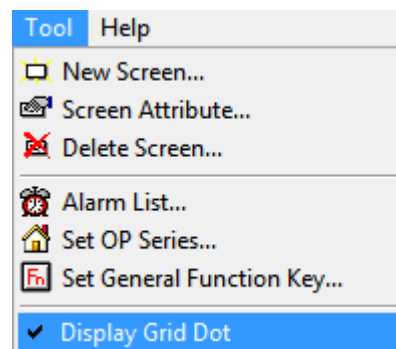 Tool Help
New Screen...
Screen Attribute...
Delete Screen...
Alarm List...
Set OP Series...
Fn Set General Function Key...
Display Grid Dot